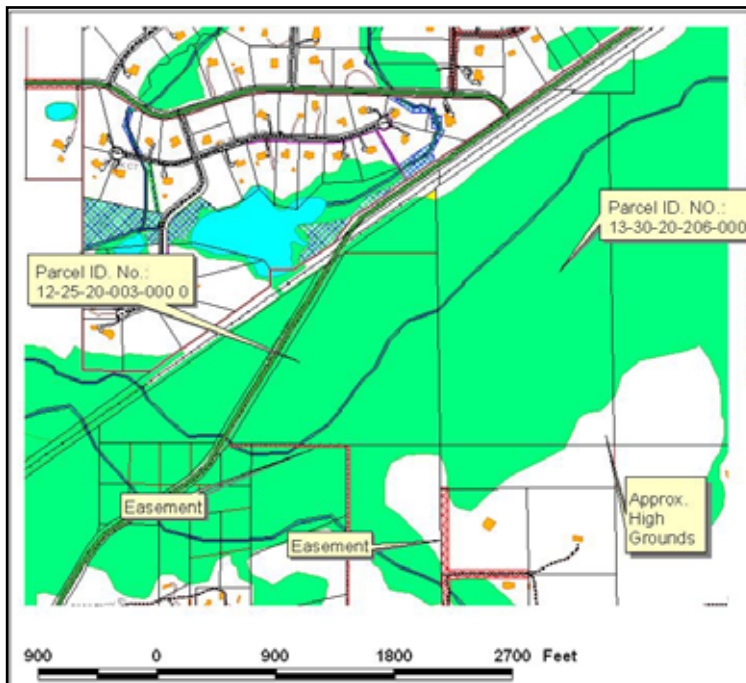 Parcel ID. NO.:
13-30-20-206-000
Parcel ID. No.:
12-25-20-003-000 0
Easement
Easement
Approx.
High
Grounds
900 0 900 1800 2700 Feet